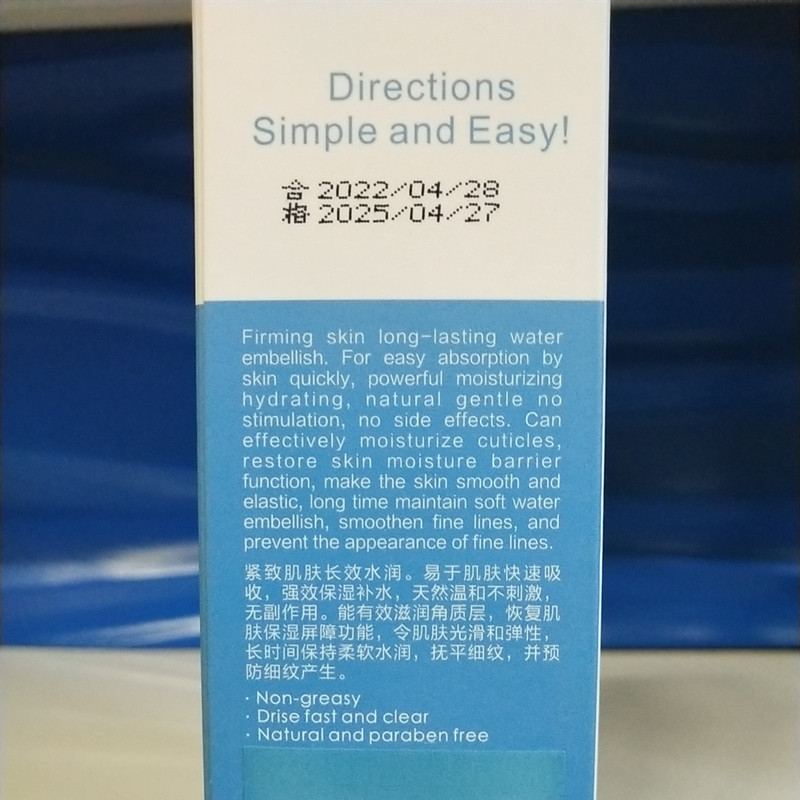 Directions
Simple and Easy!
合 2022/04/28
格 2025/04/27
Firming skin long-lasting water
embellish. For easy absorption by
skin quickly, powerful moisturizing
hydrating, natural gentle no
stimulation, no side effects. Can
effectively moisturize cuticles,
restore skin moisture barrier
function, make the skin smooth and
elastic, long time maintain soft water
embellish, smoothen fine lines, and
prevent the appearance of fine lines.
紧致肌肤长效水润。易于肌肤快速吸
收，强效保湿补水，天然温和不刺激，
无副作用。能有效滋润角质层，恢复肌
肤保湿屏障功能，令肌肤光滑和弹性，
长时间保持柔软水润，抚平细纹，并预
防细纹产生。
· Non-greasy
· Drise fast and clear
· Natural and paraben free